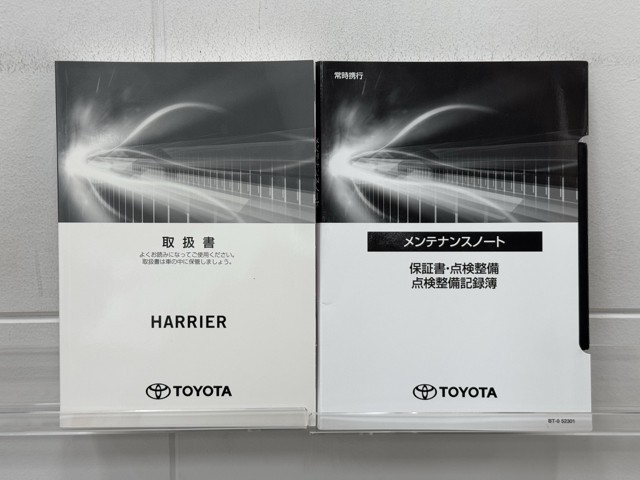 取扱書
よくお読みになってご使用ください。
取扱書は車の中に保管しましょう。
HARRIER
TOYOTA
常時携行
メンテナンスノート
保証書・点検整備
点検整備記録簿
TOYOTA
BT-0 S2201